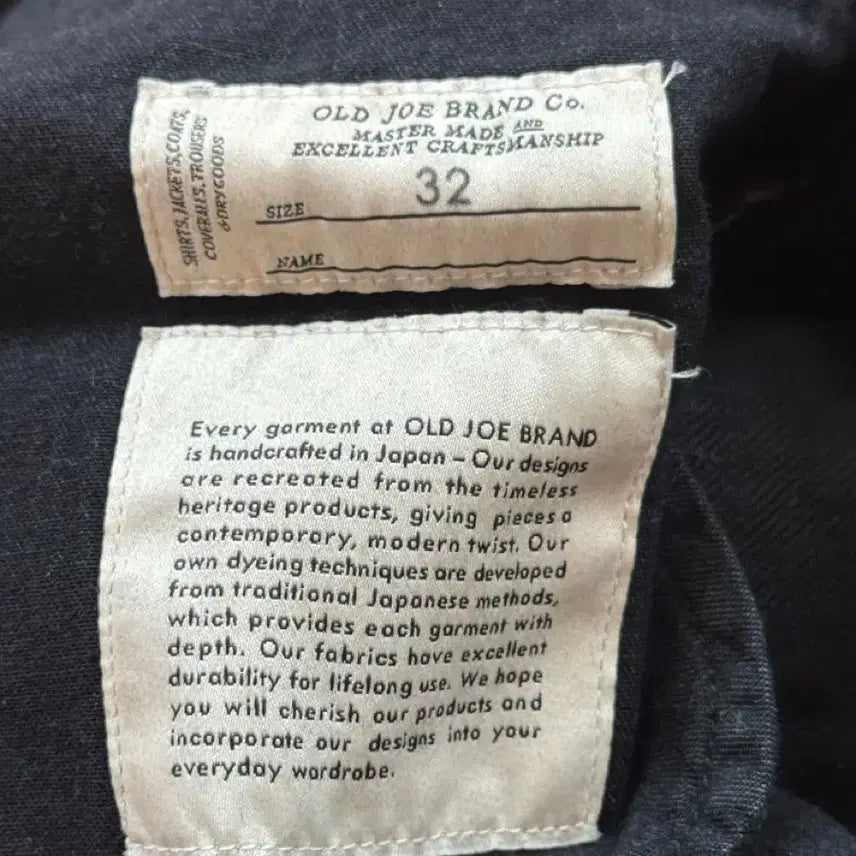 OLD JOE BRAND Co.
MASTER MADE AND
EXCELLENT CRAFTSMANSHIP
SHIRTS, JACKETS, COATS,
COVERALLS, TROUSERS
& DRY GOODS
SIZE 32
NAME
Every garment at OLD JOE BRAND
is handcrafted in Japan – Our designs
are recreated from the timeless
heritage products, giving pieces a
contemporary, modern twist. Our
own dyeing techniques are developed
from traditional Japanese methods,
which provides each garment with
depth. Our fabrics have excellent
durability for lifelong use. We hope
you will cherish our products and
incorporate our designs into your
everyday wardrobe.